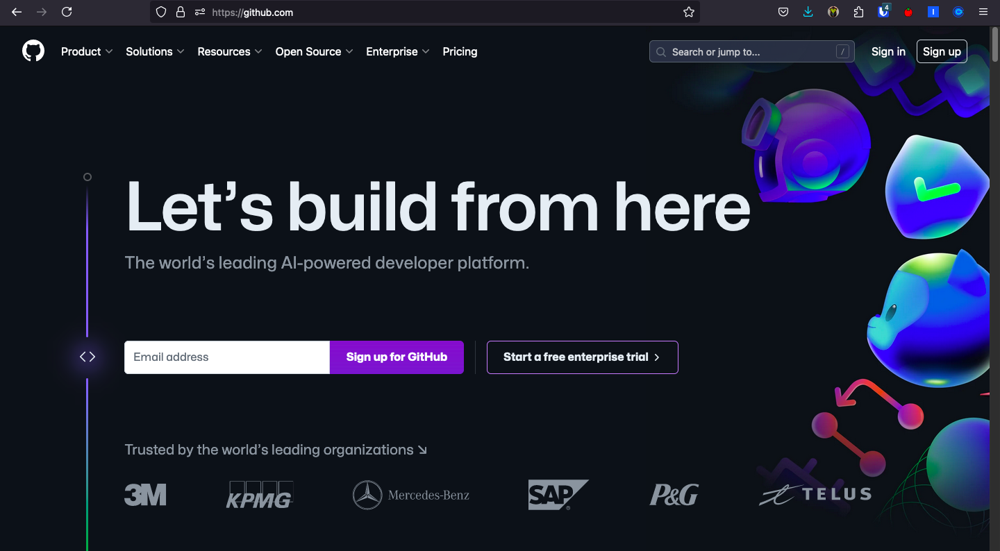 https://github.com
4
Product
Solutions
Resources
Open Source
Enterprise
Pricing
Search or jump to...
/
Sign in
Sign up
Let’s build from here
The world’s leading AI-powered developer platform.
Email address
Sign up for GitHub
Start a free enterprise trial
Trusted by the world’s leading organizations
3M
KPMG
Mercedes-Benz
SAP
®
P&G
TELUS